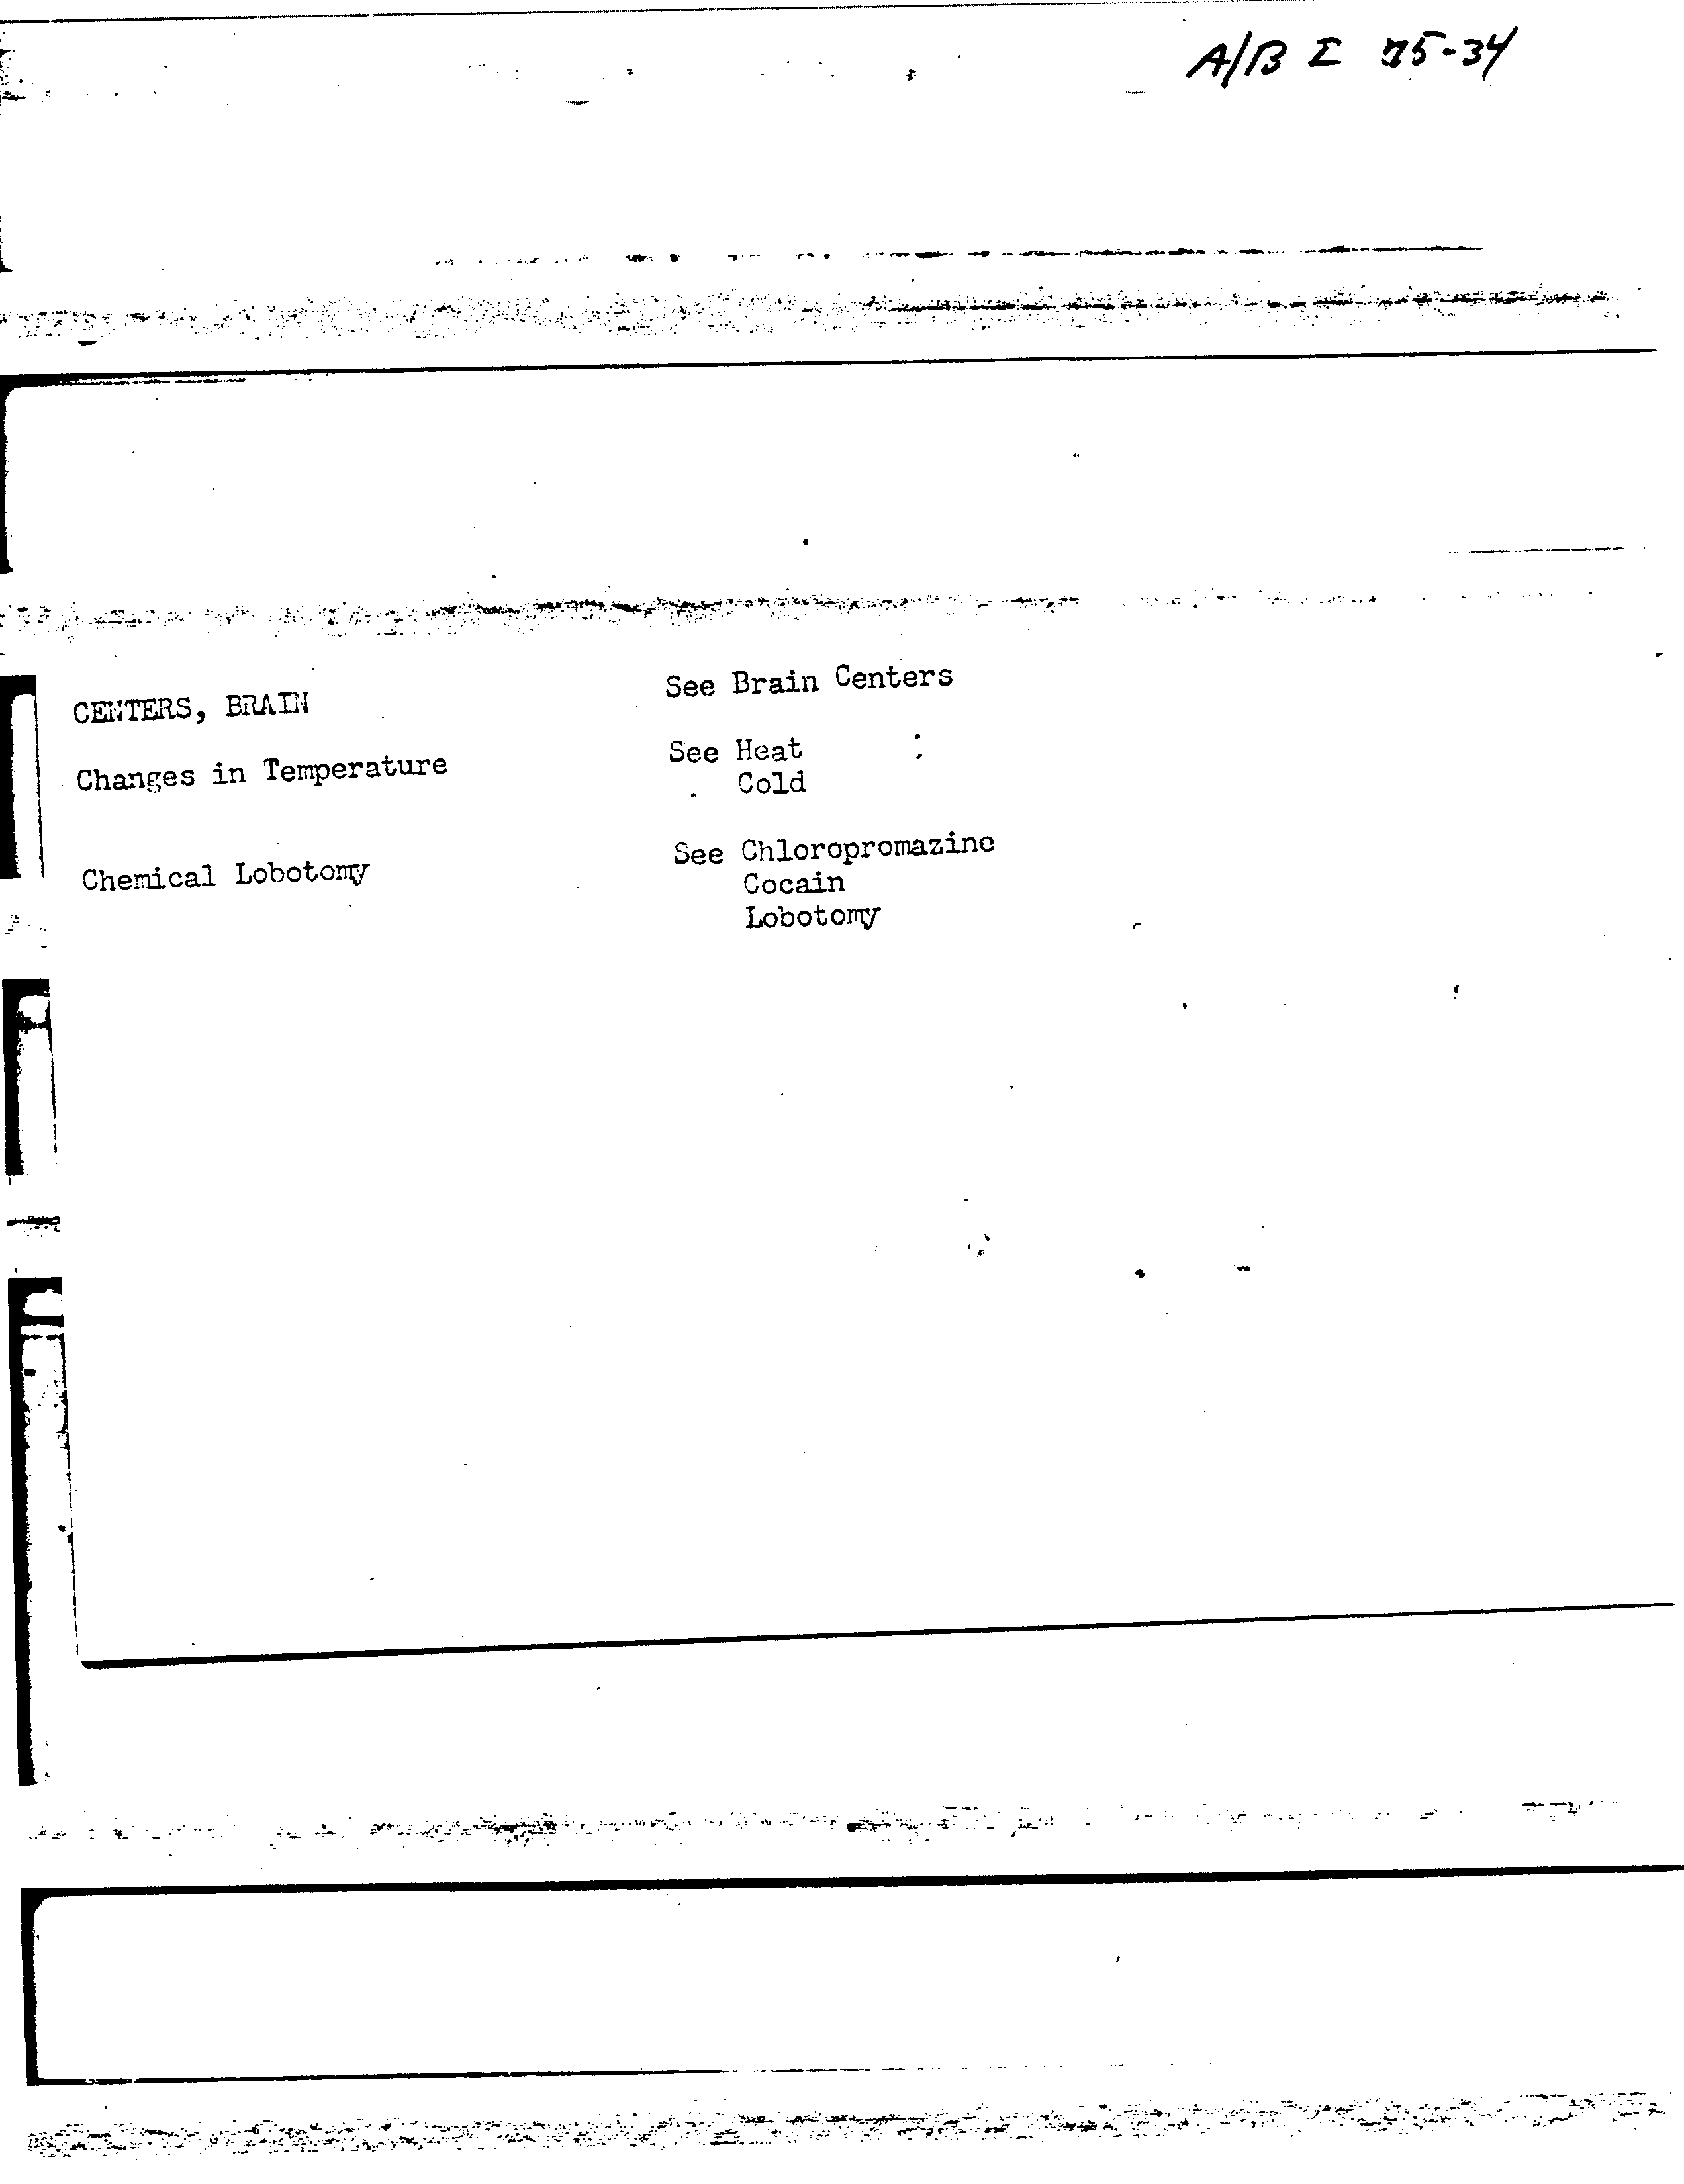 A/B I 75-34
CENTERS, BRAIN See Brain Centers
Changes in Temperature See Heat
Cold
Chemical Lobotomy See Chloropromazine
Cocain
Lobotomy